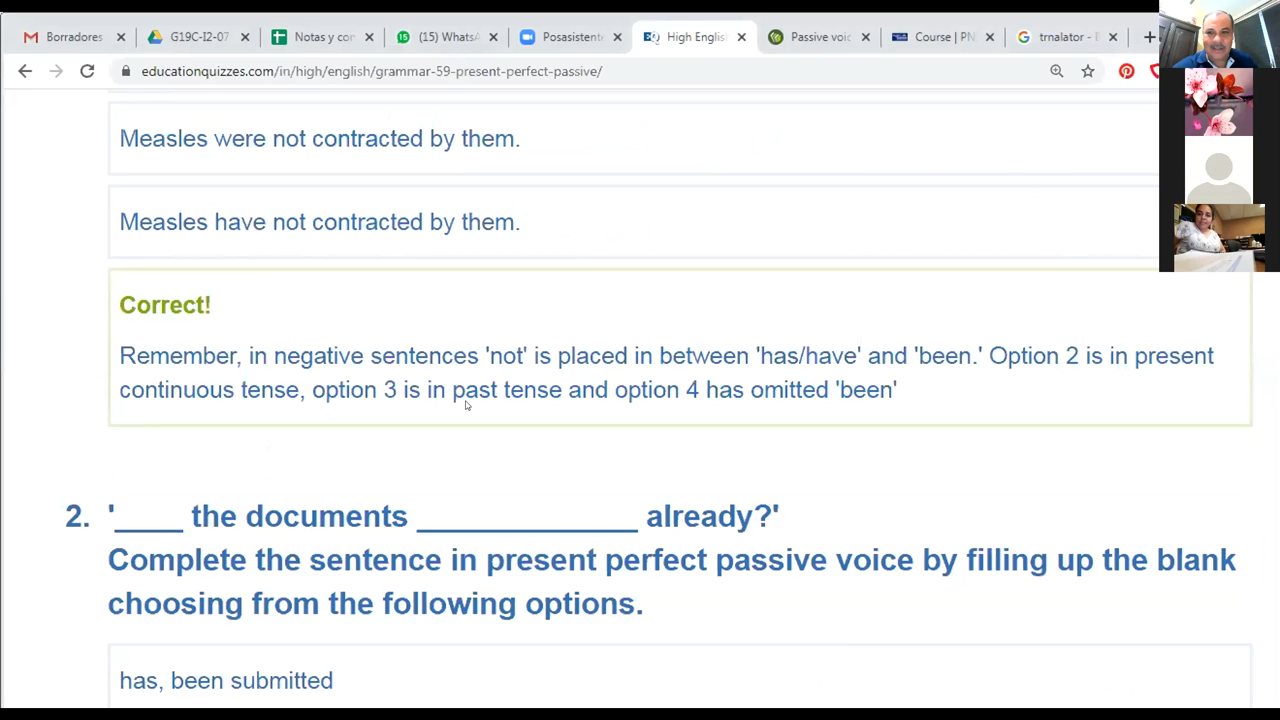 Borradores
G19C-I2-07
Notas y con
(15) WhatsA
Posasistente
High Englis
Passive voic
Course | PN
trnalator - 
educationquizzes.com/in/high/english/grammar-59-present-perfect-passive/
Measles were not contracted by them.
Measles have not contracted by them.
Correct!
Remember, in negative sentences 'not' is placed in between 'has/have' and 'been.' Option 2 is in present
continuous tense, option 3 is in past tense and option 4 has omitted 'been'
2. '____ the documents _____________ already?'
Complete the sentence in present perfect passive voice by filling up the blank
choosing from the following options.
has, been submitted